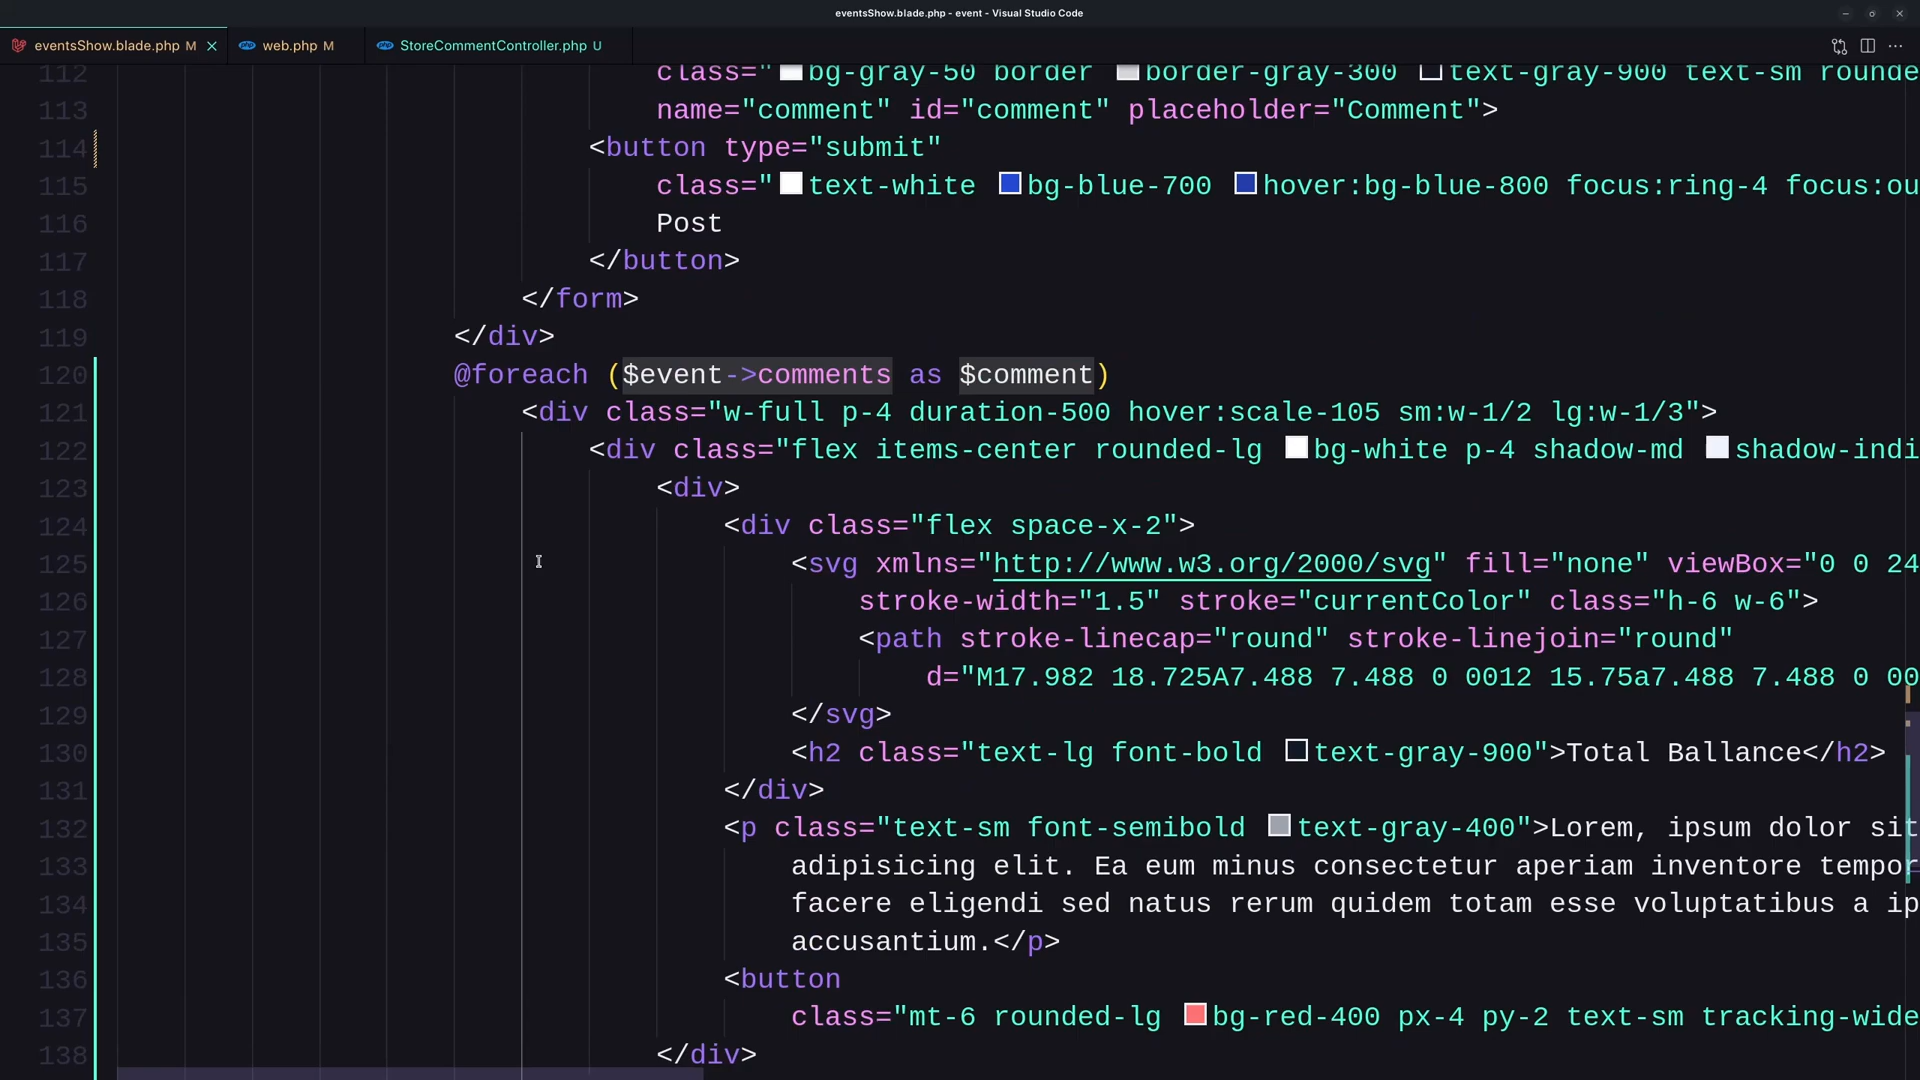 eventsShow.blade.php - event - Visual Studio Code
eventsShow.blade.php M
web.php M
StoreCommentController.php U
112 class="bg-gray-50 border border-gray-300 text-gray-900 text-sm rounde
113 name="comment" id="comment" placeholder="Comment">
114 <button type="submit"
115 class="text-white bg-blue-700 hover:bg-blue-800 focus:ring-4 focus:ou
116 Post
117 </button>
118 </form>
119 </div>
120 @foreach ($event->comments as $comment)
121 <div class="w-full p-4 duration-500 hover:scale-105 sm:w-1/2 lg:w-1/3">
122 <div class="flex items-center rounded-lg bg-white p-4 shadow-md shadow-indi
123 <div>
124 <div class="flex space-x-2">
125 <svg xmlns="http://www.w3.org/2000/svg" fill="none" viewBox="0 0 24
126 stroke-width="1.5" stroke="currentColor" class="h-6 w-6">
127 <path stroke-linecap="round" stroke-linejoin="round"
128 d="M17.982 18.725A7.488 7.488 0 0012 15.75a7.488 7.488 0 00
129 </svg>
130 <h2 class="text-lg font-bold text-gray-900">Total Ballance</h2>
131 </div>
132 <p class="text-sm font-semibold text-gray-400">Lorem, ipsum dolor sit
133 adipisicing elit. Ea eum minus consectetur aperiam inventore tempor
134 facere eligendi sed natus rerum quidem totam esse voluptatibus a ip
135 accusantium.</p>
136 <button
137 class="mt-6 rounded-lg bg-red-400 px-4 py-2 text-sm tracking-wide
138 </div>